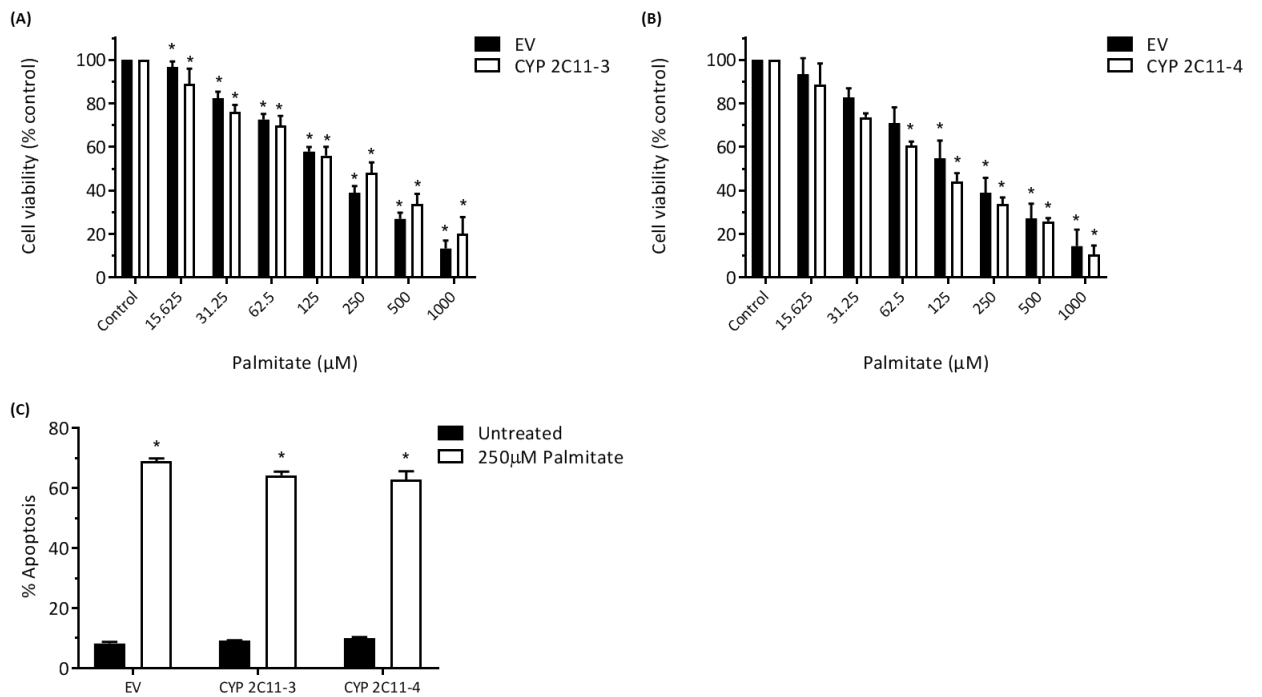 (A)
EV
CYP 2C11-3
Cell viability (% control)
100
80
60
40
20
0
* * * * * * * * * * * * * *
Control 15.625 31.25 62.5 125 250 500 1000
Palmitate (µM)
(B)
EV
CYP 2C11-4
Cell viability (% control)
100
80
60
40
20
0
* * * * * * * * *
Control 15.625 31.25 62.5 125 250 500 1000
Palmitate (µM)
(C)
Untreated
250µM Palmitate
% Apoptosis
80
60
40
20
0
* * *
EV CYP 2C11-3 CYP 2C11-4